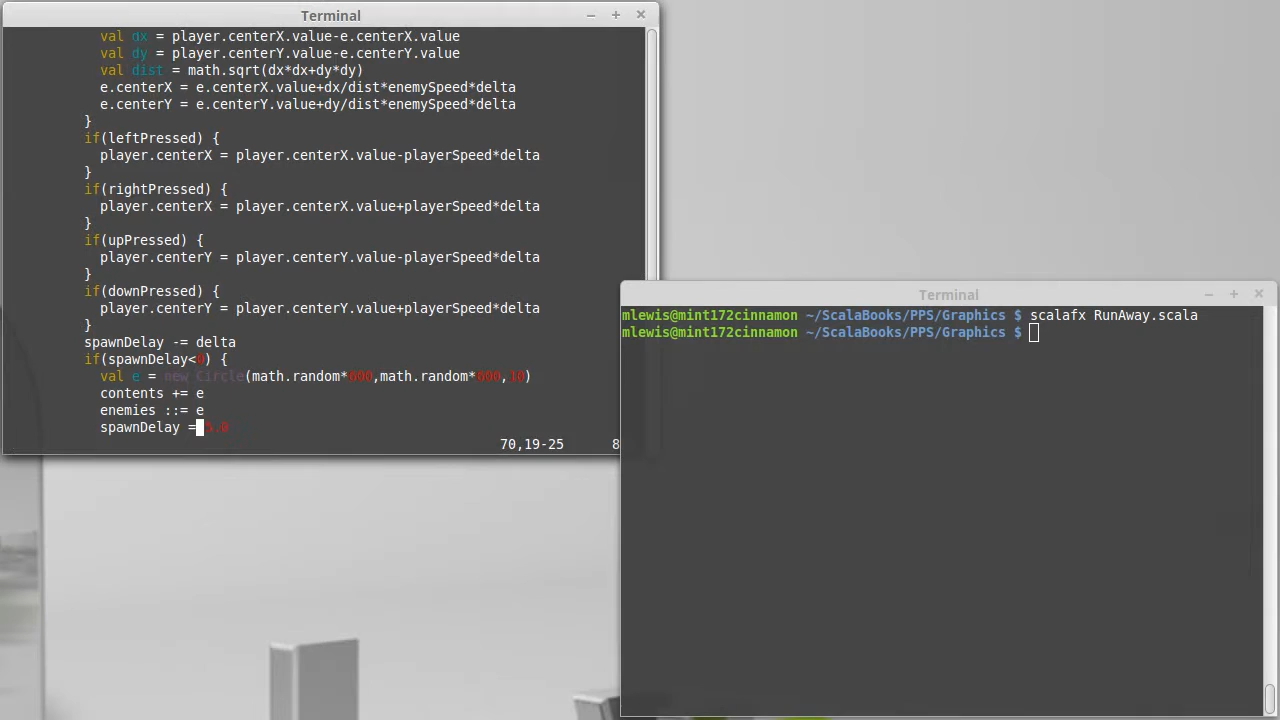 Terminal
val dx = player.centerX.value-e.centerX.value
val dy = player.centerY.value-e.centerY.value
val dist = math.sqrt(dx*dx+dy*dy)
e.centerX = e.centerX.value+dx/dist*enemySpeed*delta
e.centerY = e.centerY.value+dy/dist*enemySpeed*delta
}
if(leftPressed) {
player.centerX = player.centerX.value-playerSpeed*delta
}
if(rightPressed) {
player.centerX = player.centerX.value+playerSpeed*delta
}
if(upPressed) {
player.centerY = player.centerY.value-playerSpeed*delta
}
if(downPressed) {
player.centerY = player.centerY.value+playerSpeed*delta
}
spawnDelay -= delta
if(spawnDelay<0) {
val e = new Circle(math.random*600,math.random*600,10)
contents += e
enemies ::= e
spawnDelay = 5.0
70,19-25 8
Terminal
mlewis@mint172cinnamon ~/ScalaBooks/PPS/Graphics $ scalafx RunAway.scala
mlewis@mint172cinnamon ~/ScalaBooks/PPS/Graphics $